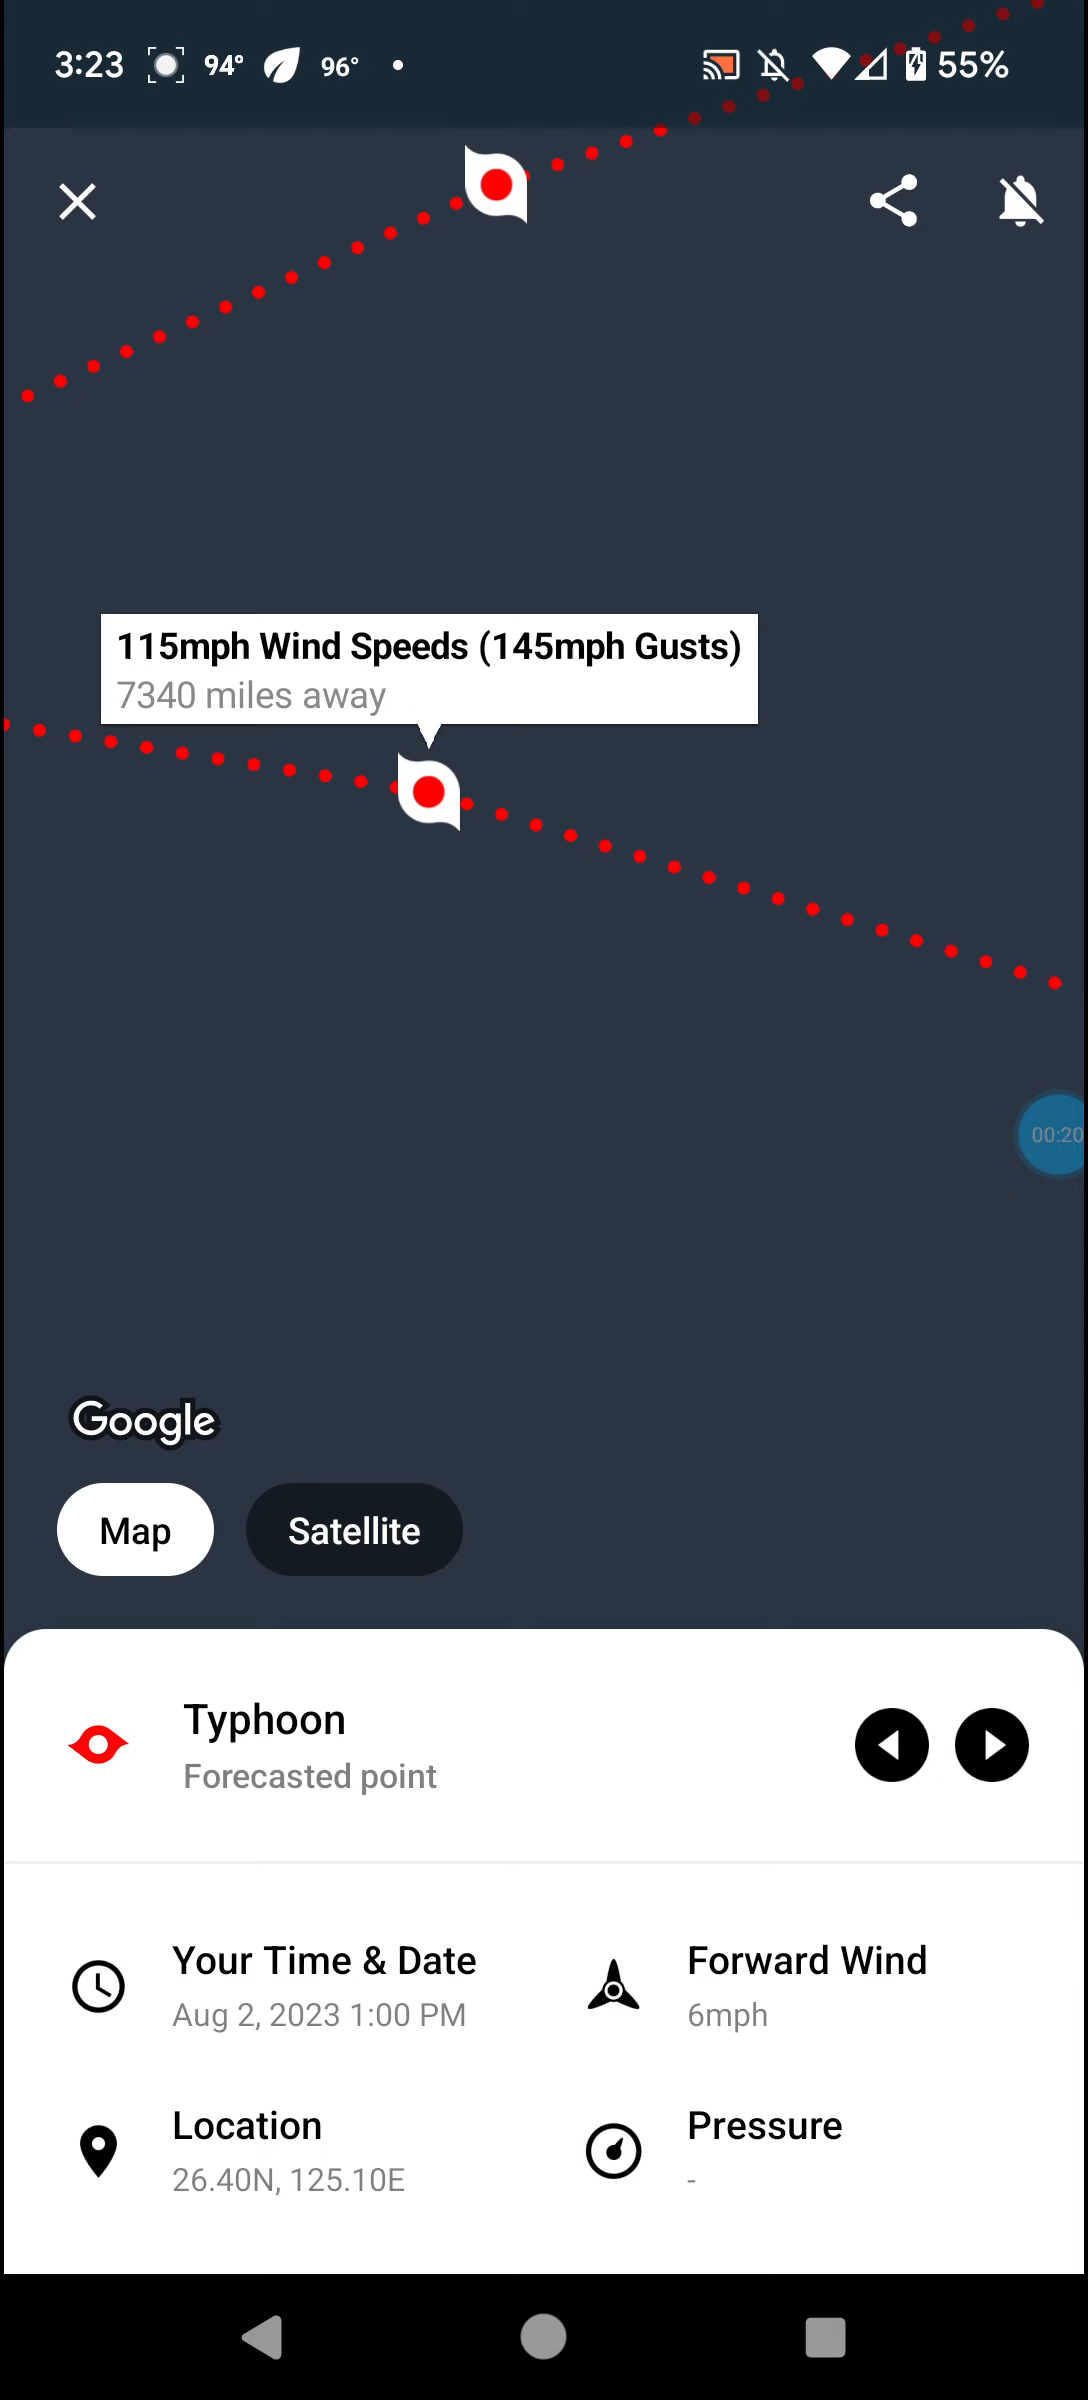 3:23 94° 96° 55%
115mph Wind Speeds (145mph Gusts)
7340 miles away
00:20
Google
Map Satellite
Typhoon
Forecasted point
Your Time & Date
Aug 2, 2023 1:00 PM
Forward Wind
6mph
Location
26.40N, 125.10E
Pressure
-